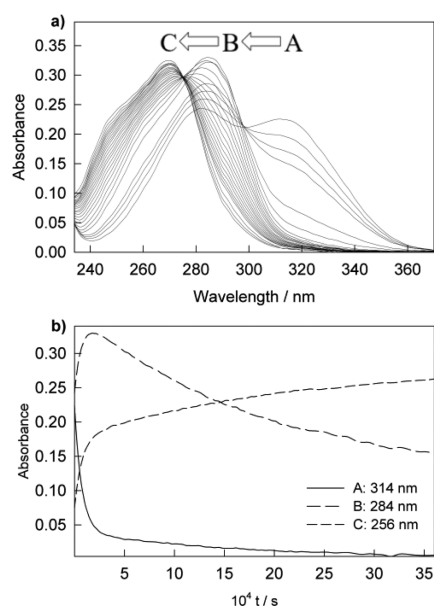 a)
C B A
0.35
0.30
0.25
0.20
0.15
0.10
0.05
0.00
Absorbance
240 260 280 300 320 340 360
Wavelength / nm
b)
0.30
0.25
0.20
0.15
0.10
0.05
Absorbance
A: 314 nm
B: 284 nm
C: 256 nm
5 10 15 20 25 30 35
10⁴ t / s